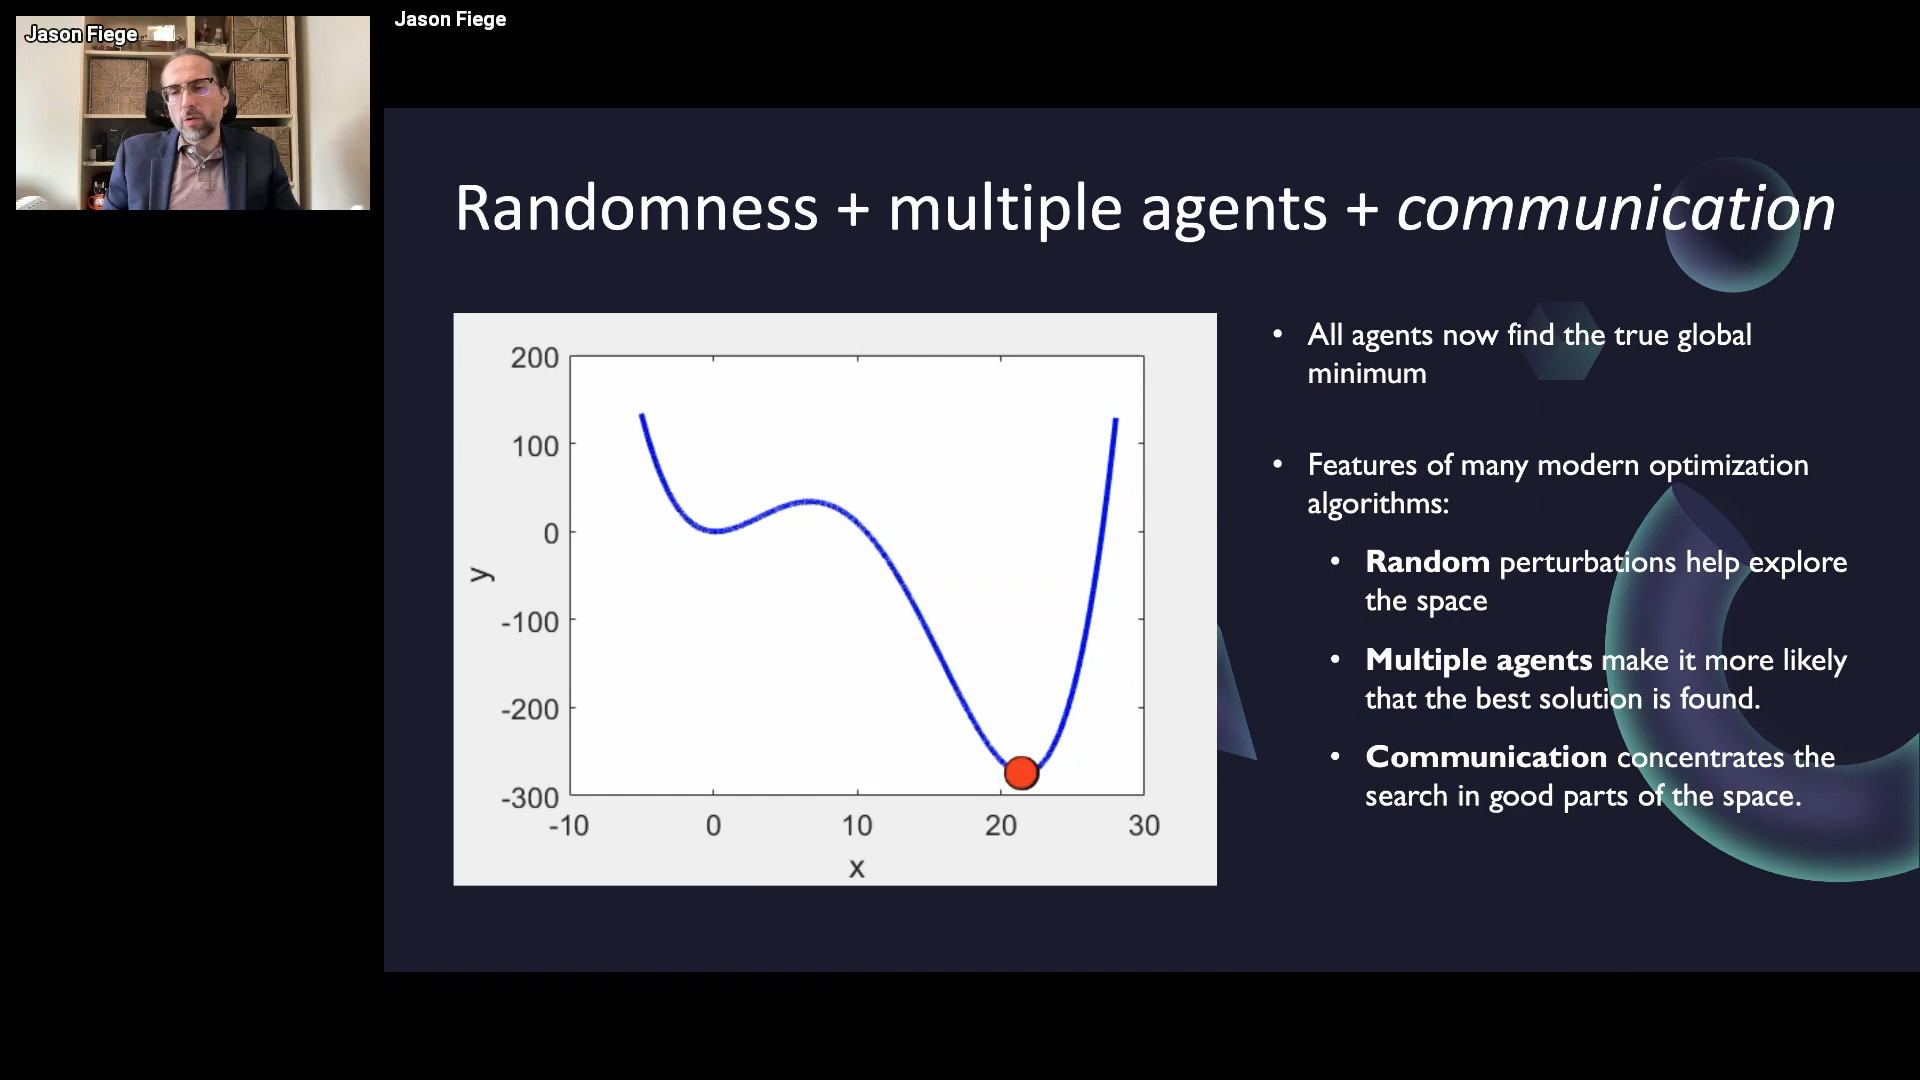 Jason Fiege
Jason Fiege
Randomness + multiple agents + communication
200
100
0
-100
-200
-300
y
-10 0 10 20 30
x
• All agents now find the true global
minimum
• Features of many modern optimization
algorithms:
• Random perturbations help explore
the space
• Multiple agents make it more likely
that the best solution is found.
• Communication concentrates the
search in good parts of the space.